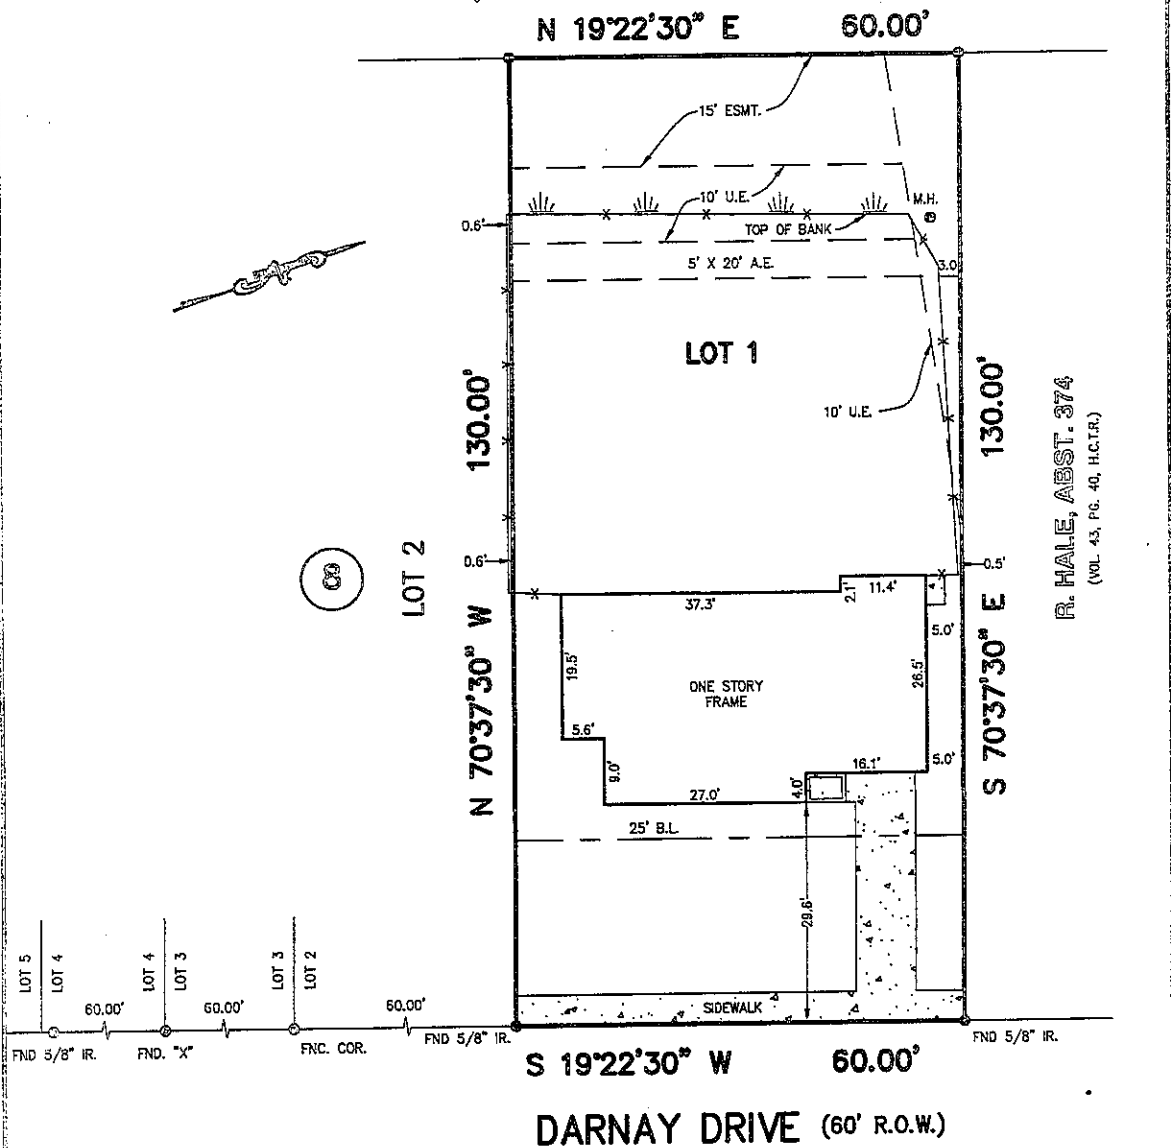 N 19°22'30" E 60.00'
15' ESMT.
10' U.E.
M.H.
0.6'
TOP OF BANK
5' X 20' A.E.
3.0
LOT 1
130.00'
130.00'
10' U.E.
R. HALE, ABST. 374
(VOL. 43, PG. 40, H.C.T.R.)
LOT 2
0.6'
0.5'
37.3'
2.1'
11.4'
4.
5.0'
N 70°37'30" W
S 70°37'30" E
19.5'
ONE STORY
FRAME
26.5'
5.6'
9.0'
16.1'
5.0'
27.0'
4.0'
25' B.L.
29.6'
LOT 5
LOT 4
LOT 4
LOT 3
LOT 3
LOT 2
60.00'
60.00'
60.00'
SIDEWALK
FND 5/8" IR.
FND. "X"
FNC. COR.
FND 5/8" IR.
FND 5/8" IR.
S 19°22'30" W 60.00'
DARNAY DRIVE (60' R.O.W.)